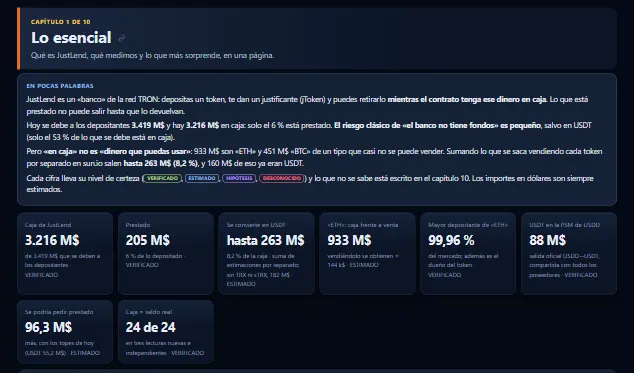 CAPÍTULO 1 DE 10
Lo esencial
Qué es JustLend, qué medimos y lo que más sorprende, en una página.
EN POCAS PALABRAS
JustLend es un «banco» de la red TRON: depositas un token, te dan un justificante (jToken) y puedes retirarlo mientras el contrato tenga ese dinero en caja. Lo que está
prestado no puede salir hasta que lo devuelvan.
Hoy se debe a los depositantes 3.419 M$ y hay 3.216 M$ en caja: solo el 6 % está prestado. El riesgo clásico de «el banco no tiene fondos» es pequeño, salvo en USDT
(solo el 53 % de lo que se debe está en caja).
Pero «en caja» no es «dinero que puedas usar»: 933 M$ son «ETH» y 451 M$ «BTC» de un tipo que casi no se puede vender. Sumando lo que se saca vendiendo cada token
por separado en sun.io salen hasta 263 M$ (8,2 %), y 160 M$ de eso ya eran USDT.
Cada cifra lleva su nivel de certeza ( VERIFICADO , ESTIMADO , HIPÓTESIS , DESCONOCIDO ) y lo que no se sabe está escrito en el capítulo 10. Los importes en dólares son siempre
estimados.
Caja de JustLend
3.216 M$
de 3.419 M$ que se deben a
los depositantes ·
VERIFICADO
Prestado
205 M$
6 % de lo depositado ·
VERIFICADO
Se convierte en USDT
hasta 263 M$
8,2 % de la caja · suma de
estimaciones por separado;
sin TRX ni sTRX, 182 M$ ·
ESTIMADO
«ETH»: caja frente a venta
933 M$
vendiéndolo se obtienen ≈
144 k$ · ESTIMADO
Mayor depositante de «ETH»
99,96 %
del mercado; además es el
dueño del token ·
VERIFICADO
USDT en la PSM de USDD
88 M$
salida oficial USDD→USDT,
compartida con todos los
poseedores · VERIFICADO
Se podría pedir prestado
96,3 M$
más, con los topes de hoy
(USDT 55,2 M$) · ESTIMADO
Caja = saldo real
24 de 24
en tres lecturas nuevas e
independientes · VERIFICADO